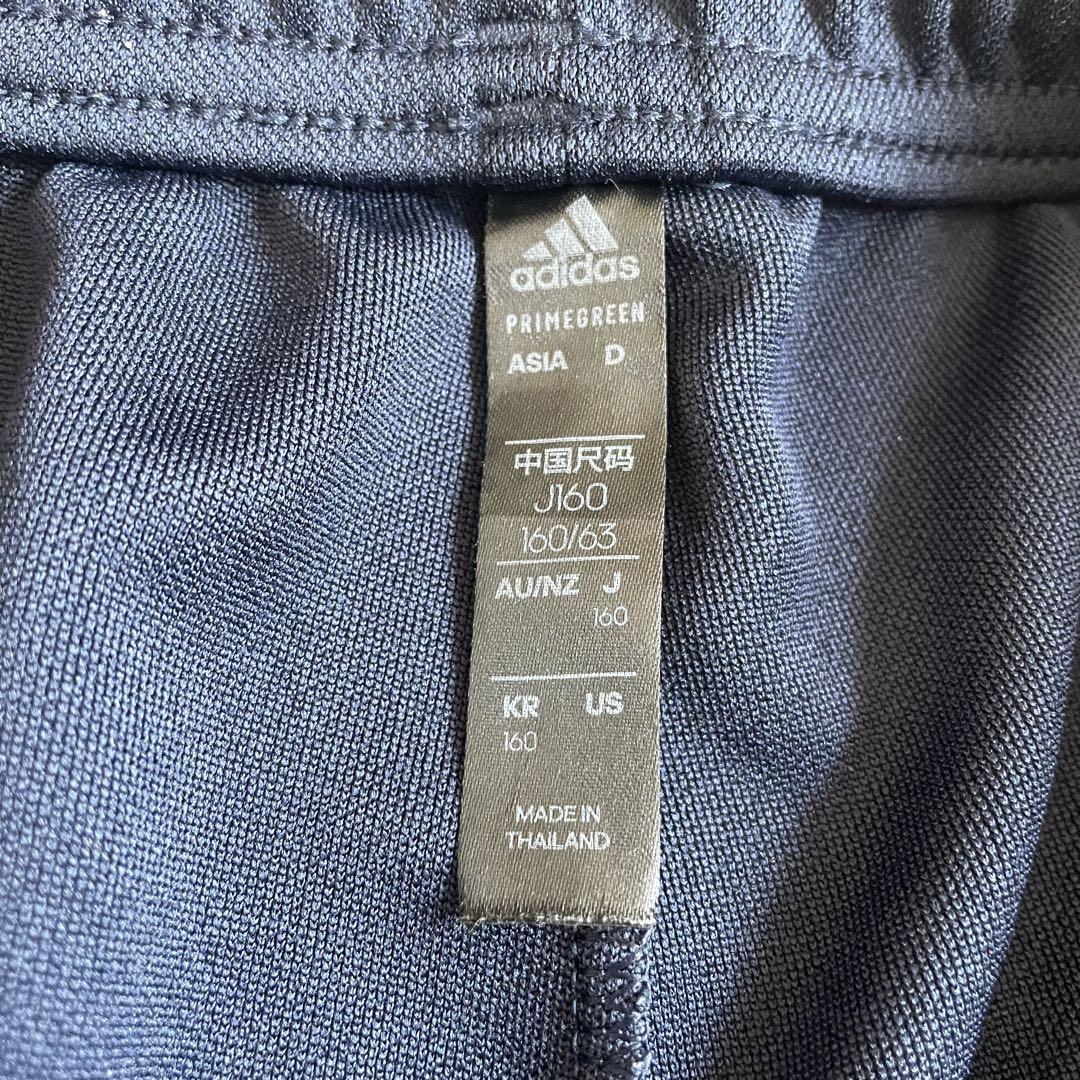 adidas
PRIMEGREEN
ASIA D
中国尺码
J160
160/63
AU/NZ J
160
KR US
160
MADE IN
THAILAND